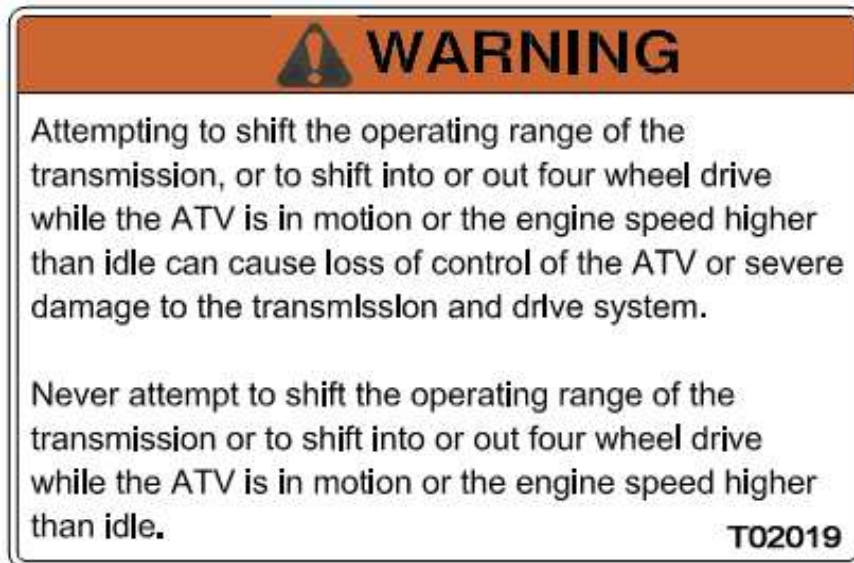 WARNING
Attempting to shift the operating range of the
transmission, or to shift into or out four wheel drive
while the ATV is in motion or the engine speed higher
than idle can cause loss of control of the ATV or severe
damage to the transmission and drive system.
Never attempt to shift the operating range of the
transmission or to shift into or out four wheel drive
while the ATV is in motion or the engine speed higher
than idle.
T02019